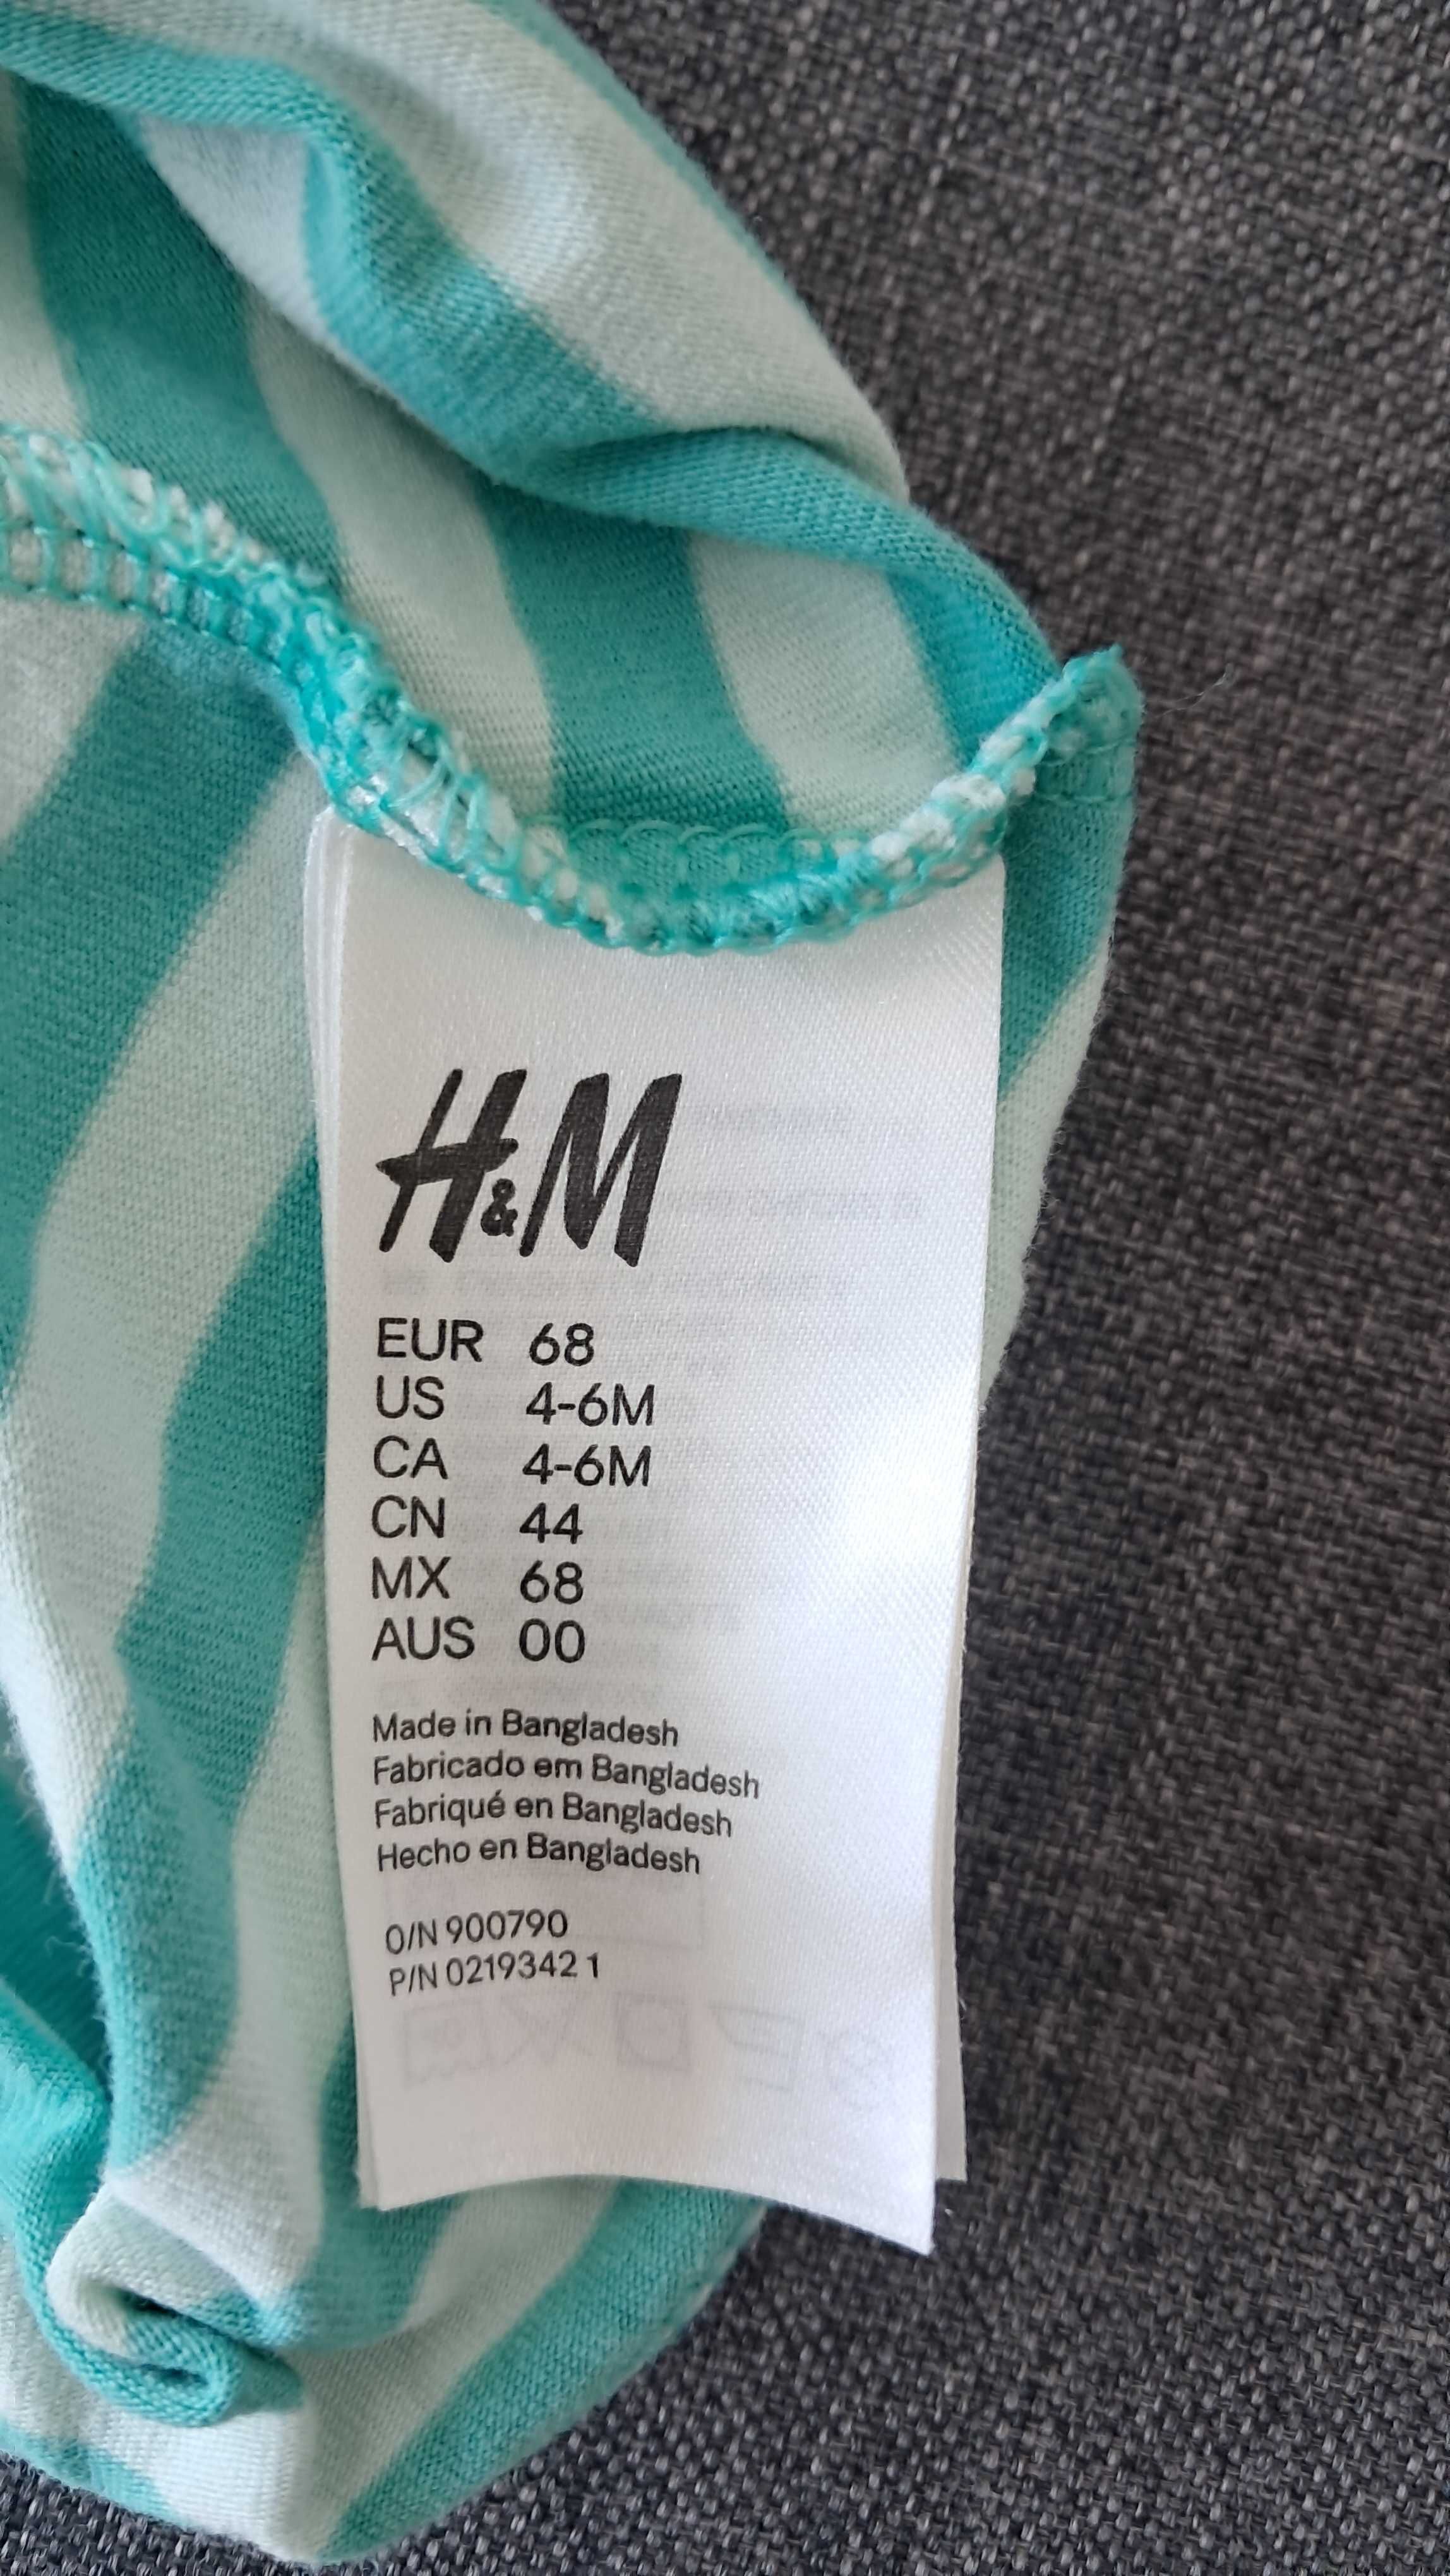 H&M
EUR 68
US 4-6M
CA 4-6M
CN 44
MX 68
AUS 00
Made in Bangladesh
Fabricado em Bangladesh
Fabriqué en Bangladesh
Hecho en Bangladesh
O/N 900790
P/N 0219342 1